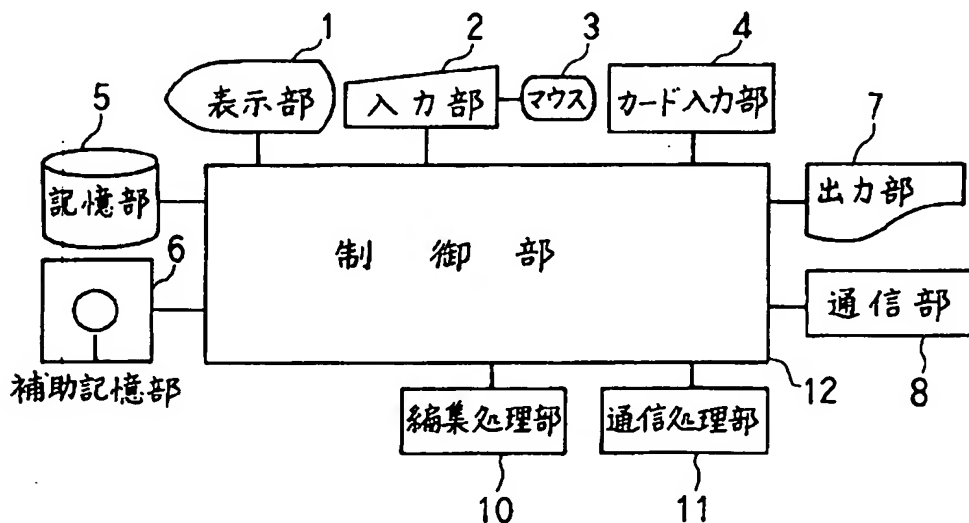 1
2
3
4
表示部
入力部
マウス
カード入力部
5
7
記憶部
出力部
制御部
6
通信部
補助記憶部
12
8
編集処理部
通信処理部
10
11